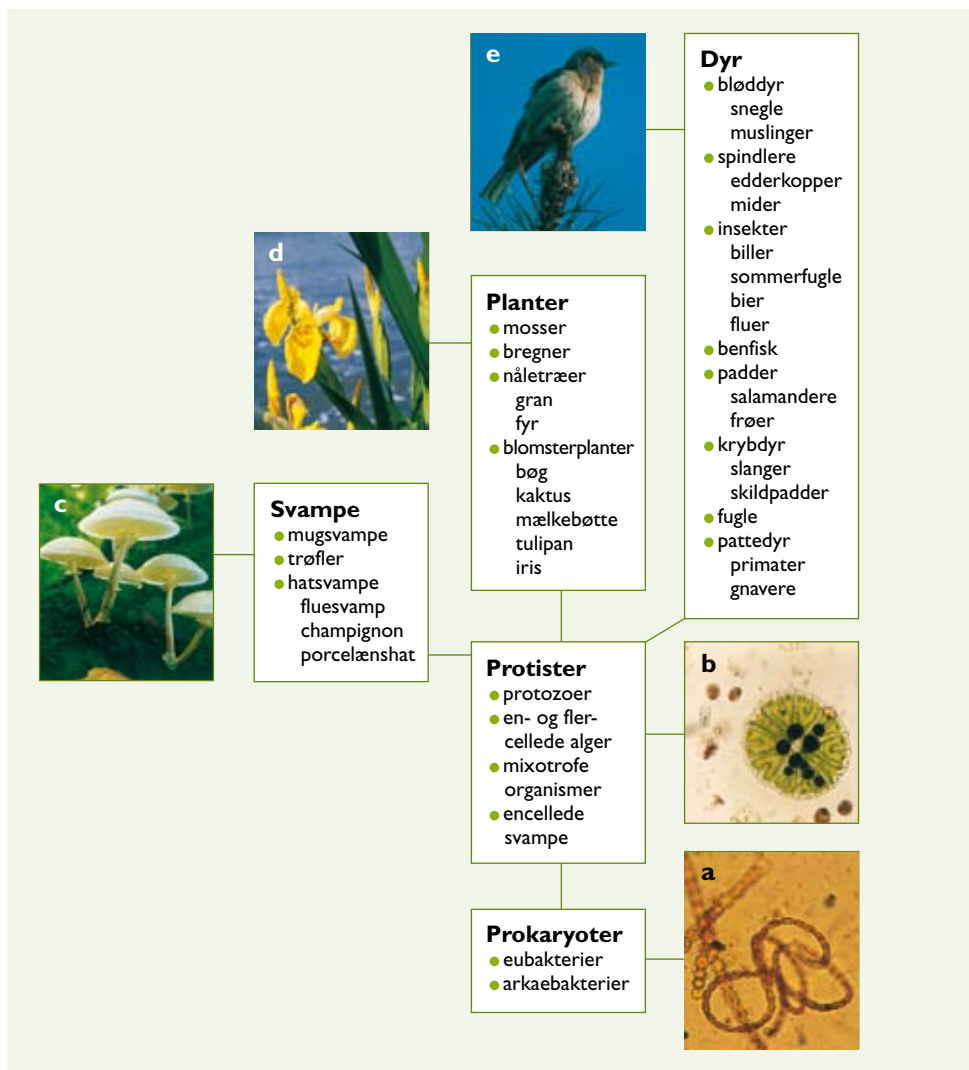 e
Dyr
bløddyr
snegle
muslinger
spindlere
edderkopper
mider
insekter
biller
sommerfugle
bier
fluer
benfisk
padder
salamandere
frøer
krybdyr
slanger
skildpadder
fugle
pattedyr
primater
gnavere
d
Planter
mosser
bregner
nåletræer
gran
fyr
blomsterplanter
bøg
kaktus
mælkebøtte
tulipan
iris
c
Svampe
mugsvampe
trøfler
hatsvampe
fluesvamp
champignon
porcelænshat
Protister
protozoer
en- og fler-
cellede alger
mixotrofe
organismer
encellede
svampe
b
a
Prokaryoter
eubakterier
arkaebakterier